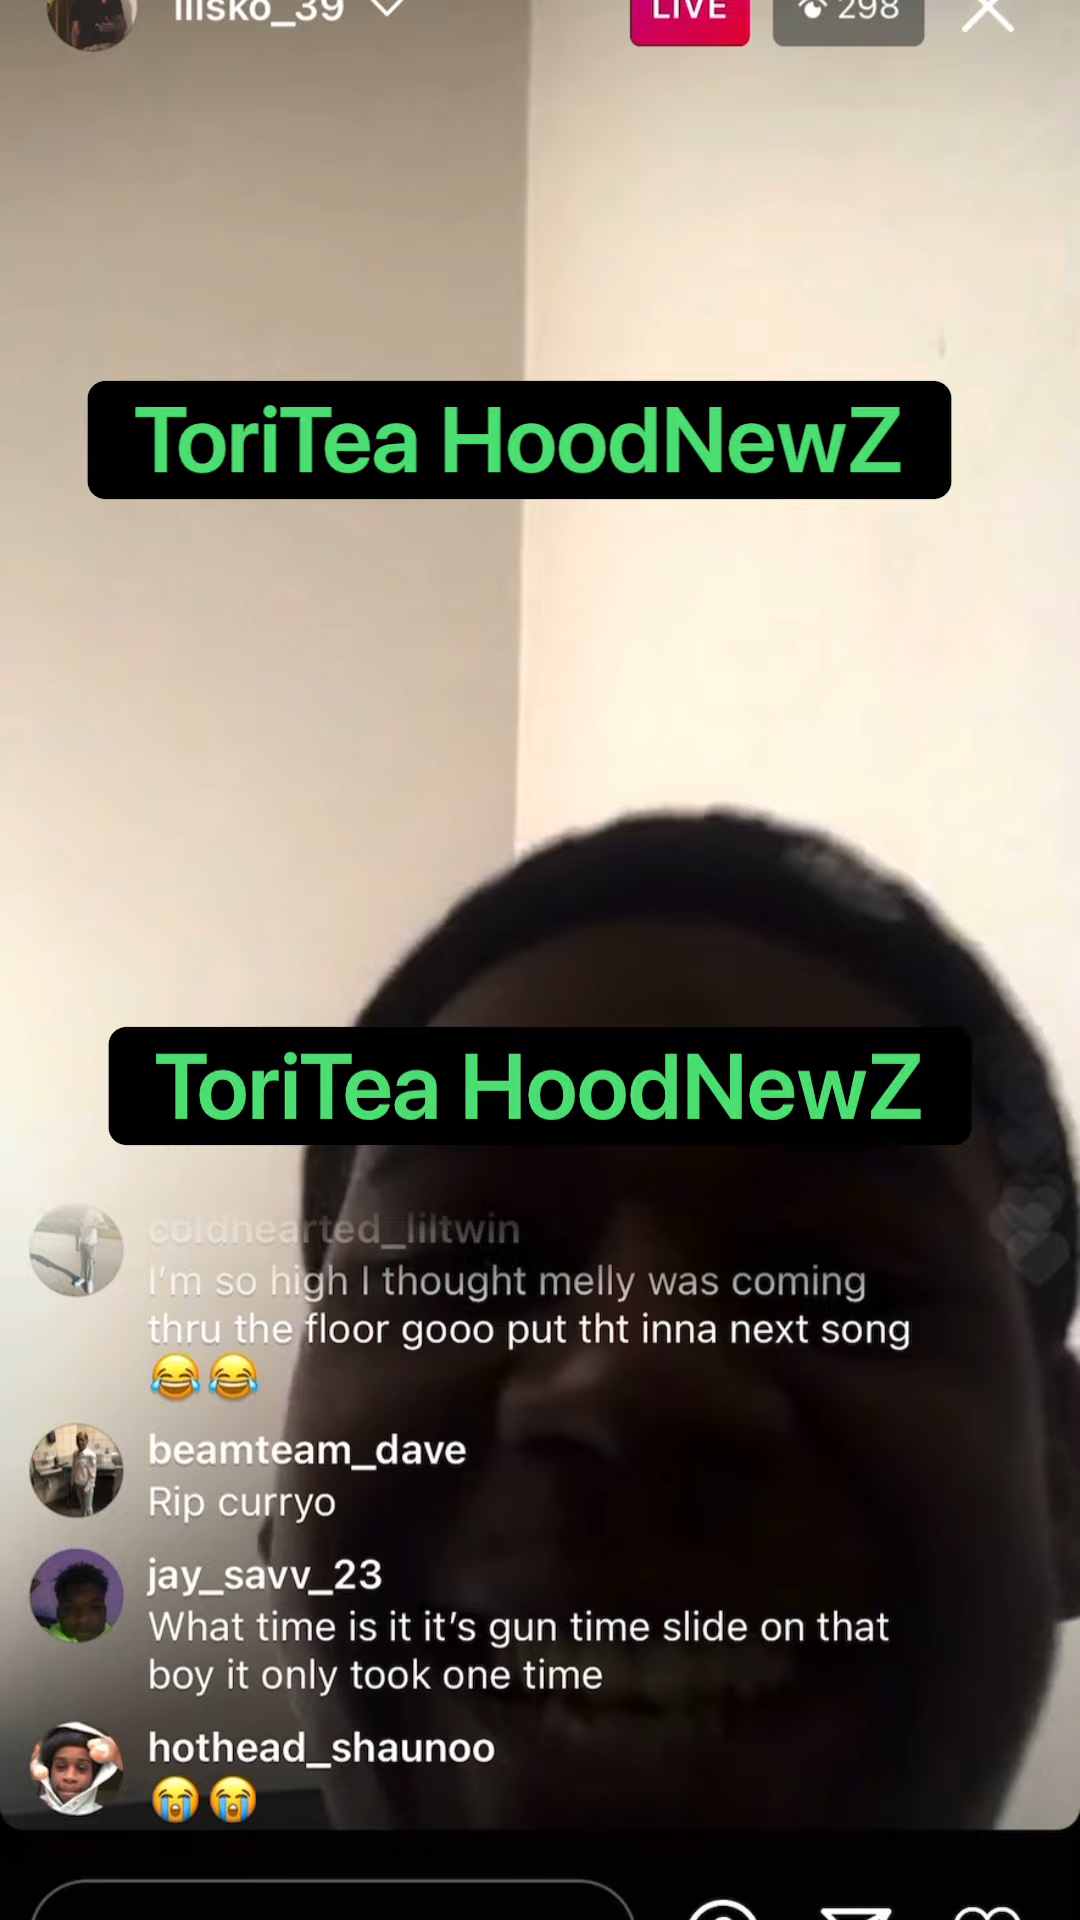 lilsko_39
LIVE
298
ToriTea HoodNewZ
ToriTea HoodNewZ
coldhearted_liltwin
I'm so high I thought melly was coming
thru the floor gooo put tht inna next song
😂😂
beamteam_dave
Rip curryo
jay_savv_23
What time is it it's gun time slide on that
boy it only took one time
hothead_shaunoo
😭😭